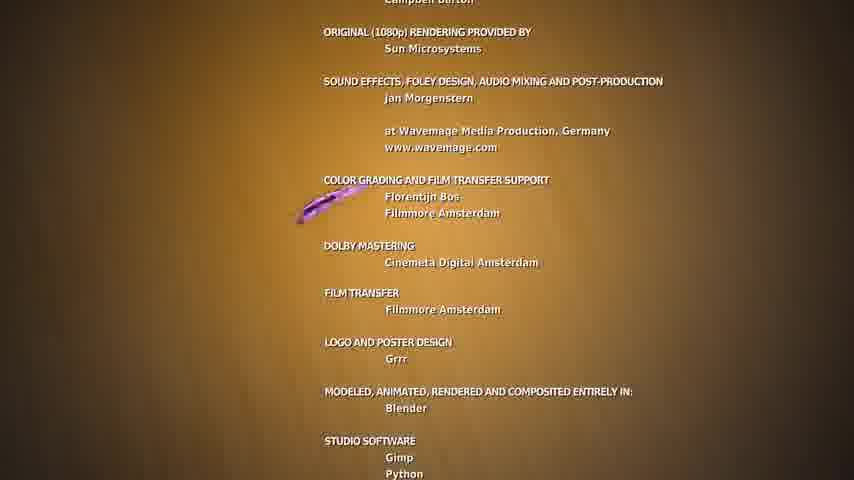 Campbell Barton
ORIGINAL (1080p) RENDERING PROVIDED BY
Sun Microsystems
SOUND EFFECTS, FOLEY DESIGN, AUDIO MIXING AND POST-PRODUCTION
Jan Morgenstern
at Wavemage Media Production, Germany
www.wavemage.com
COLOR GRADING AND FILM TRANSFER SUPPORT
Florentijn Bos
Filmmore Amsterdam
DOLBY MASTERING
Cinemeta Digital Amsterdam
FILM TRANSFER
Filmmore Amsterdam
LOGO AND POSTER DESIGN
Grrr
MODELED, ANIMATED, RENDERED AND COMPOSITED ENTIRELY IN:
Blender
STUDIO SOFTWARE
Gimp
Python